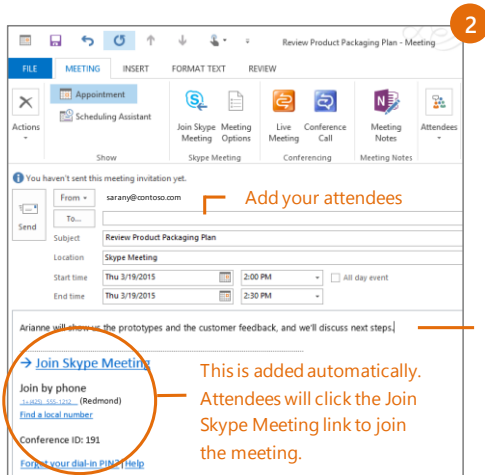 2
Review Product Packaging Plan - Meeting
FILE MEETING INSERT FORMAT TEXT REVIEW
Appointment
Scheduling Assistant
Actions
Join Skype Meeting
Meeting Options
Live Meeting
Conference Call
Meeting Notes
Attendees
Show Skype Meeting Conferencing Meeting Notes
You haven't sent this meeting invitation yet.
From sarany@contoso.com
Add your attendees
Send
To...
Subject Review Product Packaging Plan
Location Skype Meeting
Start time Thu 3/19/2015 2:00 PM All day event
End time Thu 3/19/2015 2:30 PM
Arianne will show us the prototypes and the customer feedback, and we'll discuss next steps.
→ Join Skype Meeting
This is added automatically.
Attendees will click the Join
Skype Meeting link to join
the meeting.
Join by phone
(Redmond)
Find a local number
Conference ID: 191
Forgot your dial-in PIN? | Help